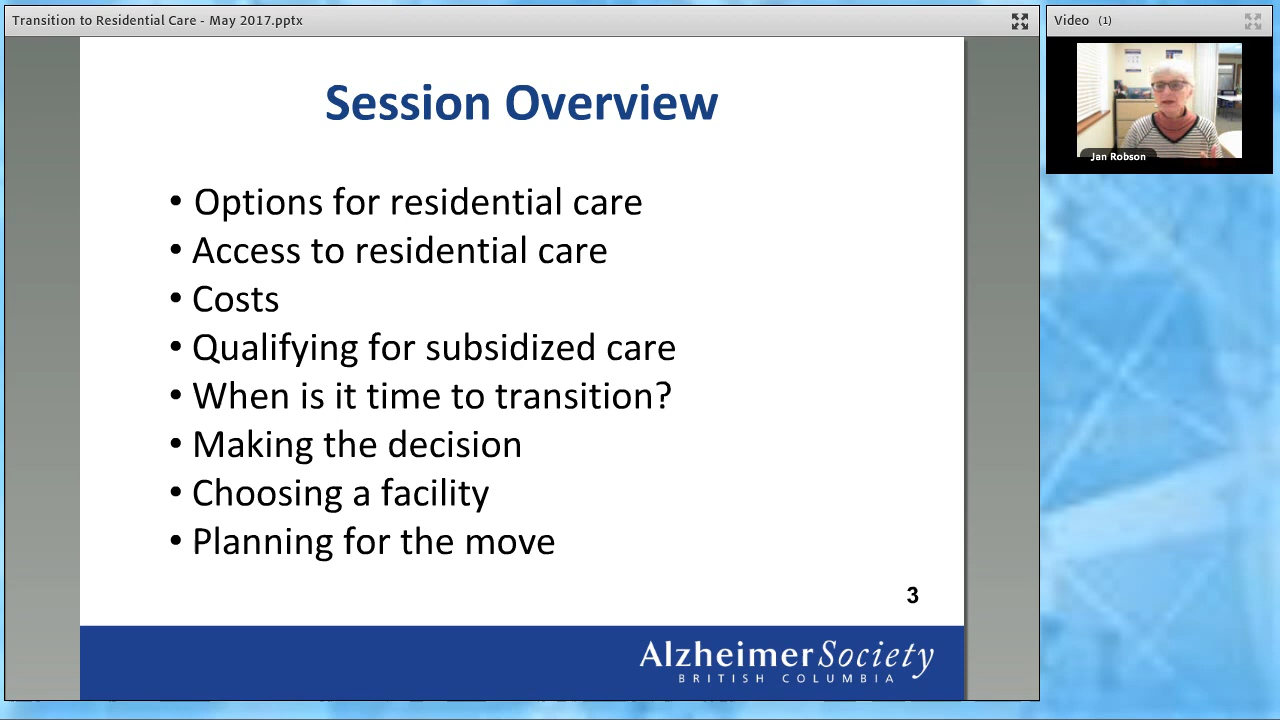 Transition to Residential Care - May 2017.pptx
Video (1)
Jan Robson
Session Overview
• Options for residential care
• Access to residential care
• Costs
• Qualifying for subsidized care
• When is it time to transition?
• Making the decision
• Choosing a facility
• Planning for the move
3
AlzheimerSociety
BRITISH COLUMBIA